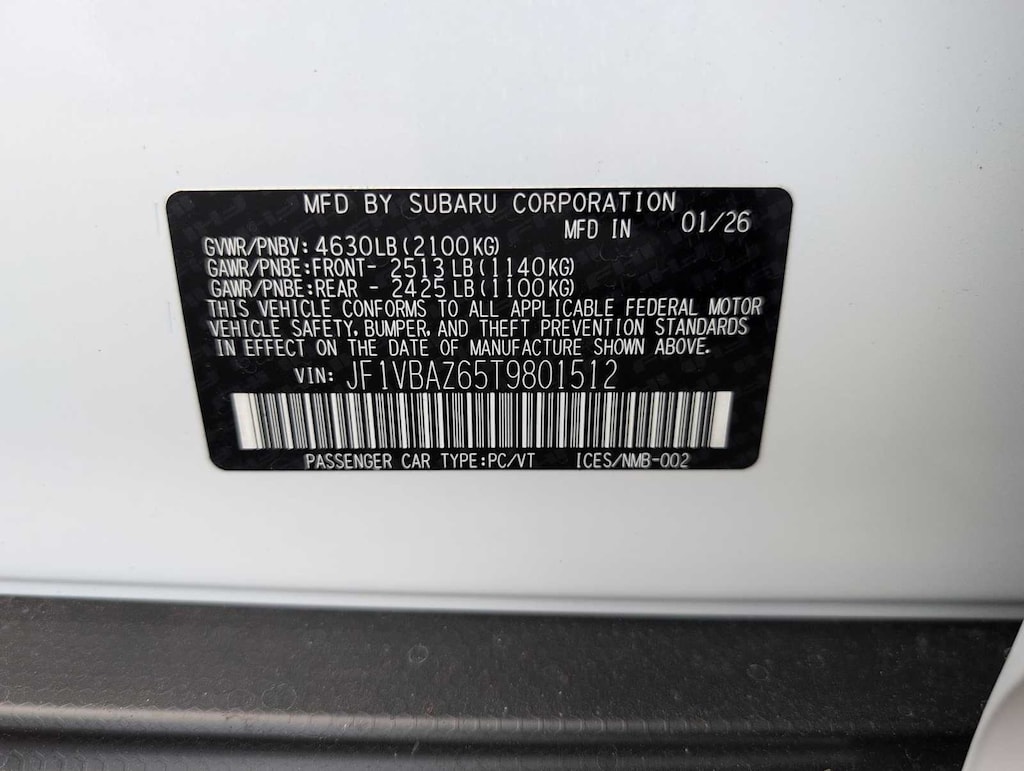 MFD BY SUBARU CORPORATION
MFD IN 01/26
GVWR/PNBV: 4630LB(2100KG)
GAWR/PNBE:FRONT- 2513 LB(1140KG)
GAWR/PNBE:REAR - 2425 LB(1100KG)
THIS VEHICLE CONFORMS TO ALL APPLICABLE FEDERAL MOTOR
VEHICLE SAFETY, BUMPER, AND THEFT PREVENTION STANDARDS
IN EFFECT ON THE DATE OF MANUFACTURE SHOWN ABOVE.
VIN: JF1VBAZ65T9801512
PASSENGER CAR TYPE:PC/VT ICES/NMB-002